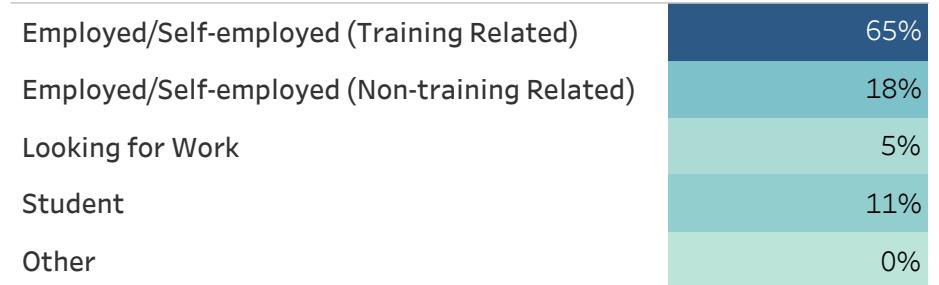 Employed/Self-employed (Training Related) 65%
Employed/Self-employed (Non-training Related) 18%
Looking for Work 5%
Student 11%
Other 0%